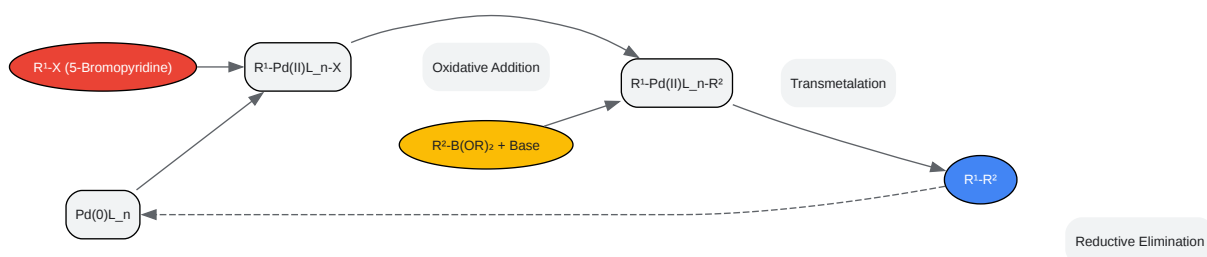 R¹-X (5-Bromopyridine)
R¹-Pd(II)L_n-X
Oxidative Addition
R¹-Pd(II)L_n-R²
Transmetalation
R²-B(OR)₂ + Base
R¹-R²
Pd(0)L_n
Reductive Elimination